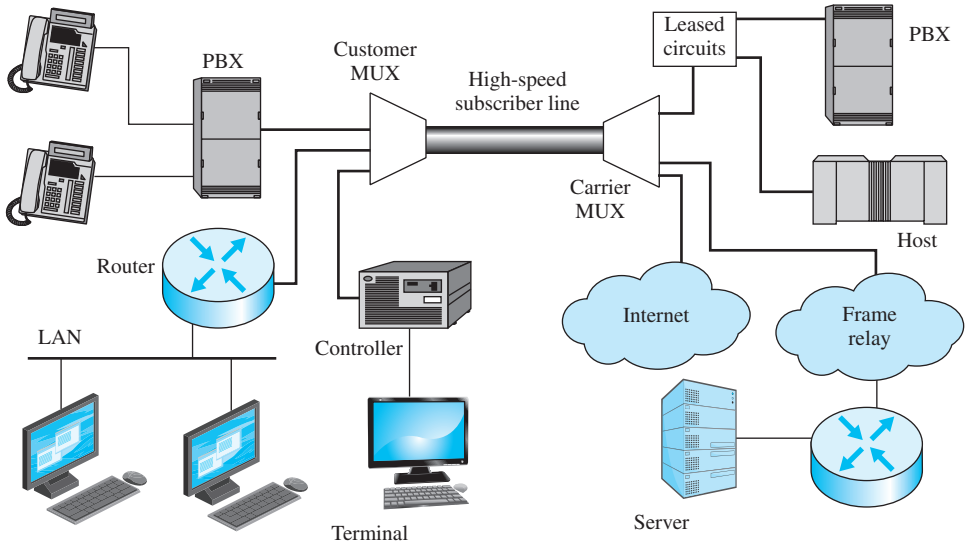 PBX
Customer
MUX
High-speed
subscriber line
Leased
circuits
PBX
Carrier
MUX
Host
Router
Internet
Frame
relay
LAN
Controller
Terminal
Server